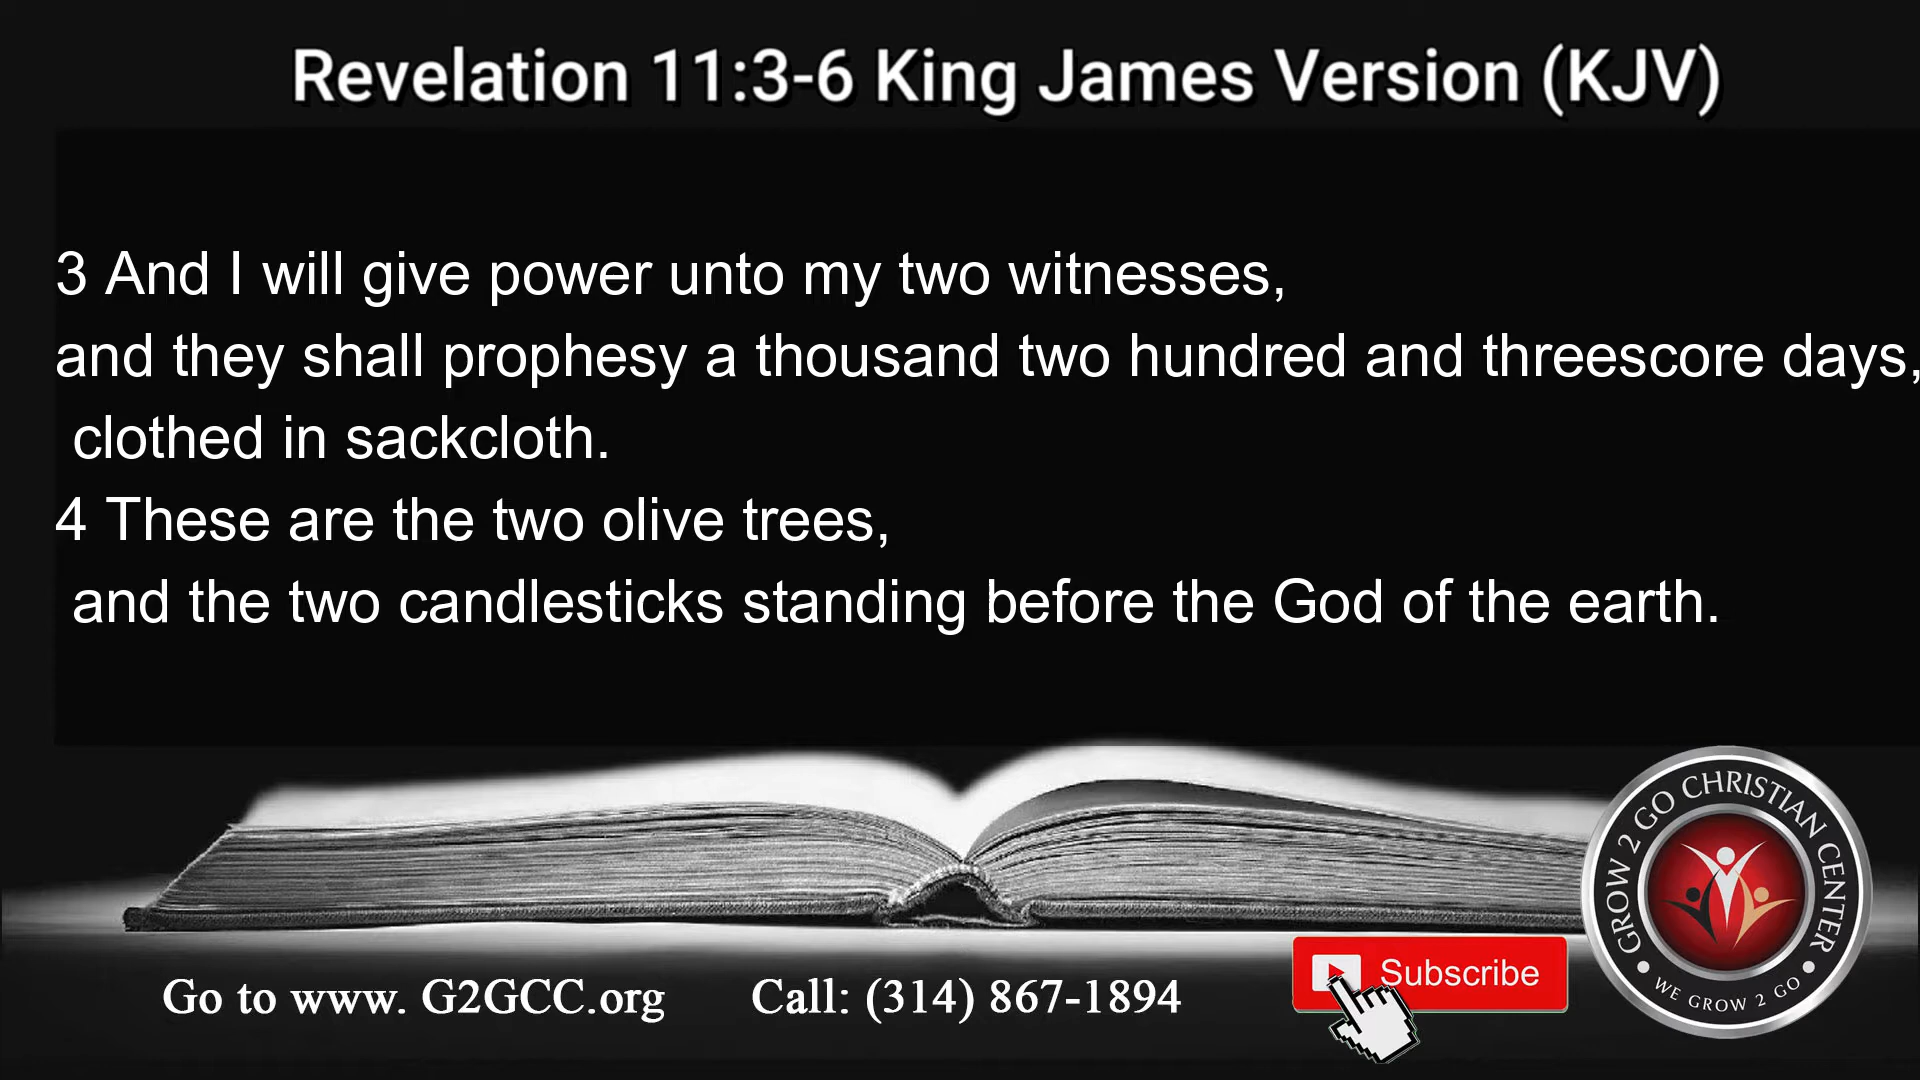 Revelation 11:3-6 King James Version (KJV)
3 And I will give power unto my two witnesses,
and they shall prophesy a thousand two hundred and threescore days,
clothed in sackcloth.
4 These are the two olive trees,
and the two candlesticks standing before the God of the earth.
GROW 2 GO CHRISTIAN CENTER
WE GROW 2 GO
Go to www. G2GCC.org
Call: (314) 867-1894
Subscribe